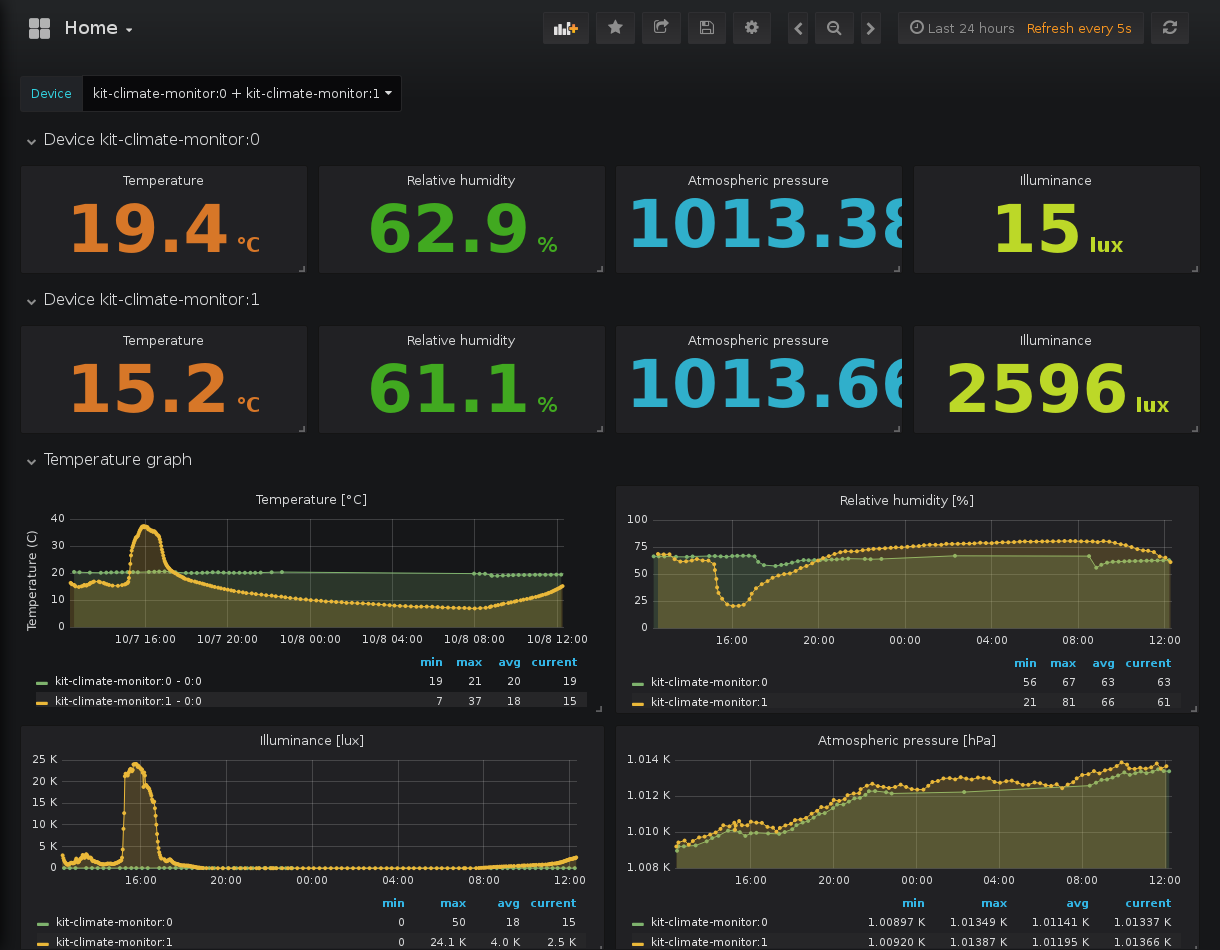 Home
Last 24 hours Refresh every 5s
Device kit-climate-monitor:0 + kit-climate-monitor:1
Device kit-climate-monitor:0
Temperature Relative humidity Atmospheric pressure Illuminance
19.4 °C 62.9 % 1013.38 15 lux
Device kit-climate-monitor:1
Temperature Relative humidity Atmospheric pressure Illuminance
15.2 °C 61.1 % 1013.66 2596 lux
Temperature graph
Temperature [°C]
Temperature (C)
40
30
20
10
0
10/7 16:00 10/7 20:00 10/8 00:00 10/8 04:00 10/8 08:00 10/8 12:00
min max avg current
kit-climate-monitor:0 - 0:0 19 21 20 19
kit-climate-monitor:1 - 0:0 7 37 18 15
Relative humidity [%]
100
75
50
25
0
16:00 20:00 00:00 04:00 08:00 12:00
min max avg current
kit-climate-monitor:0 56 67 63 63
kit-climate-monitor:1 21 81 66 61
Illuminance [lux]
25 K
20 K
15 K
10 K
5 K
0
16:00 20:00 00:00 04:00 08:00 12:00
min max avg current
kit-climate-monitor:0 0 50 18 15
kit-climate-monitor:1 0 24.1 K 4.0 K 2.5 K
Atmospheric pressure [hPa]
1.014 K
1.012 K
1.010 K
1.008 K
16:00 20:00 00:00 04:00 08:00 12:00
min max avg current
kit-climate-monitor:0 1.00897 K 1.01349 K 1.01141 K 1.01337 K
kit-climate-monitor:1 1.00920 K 1.01387 K 1.01195 K 1.01366 K